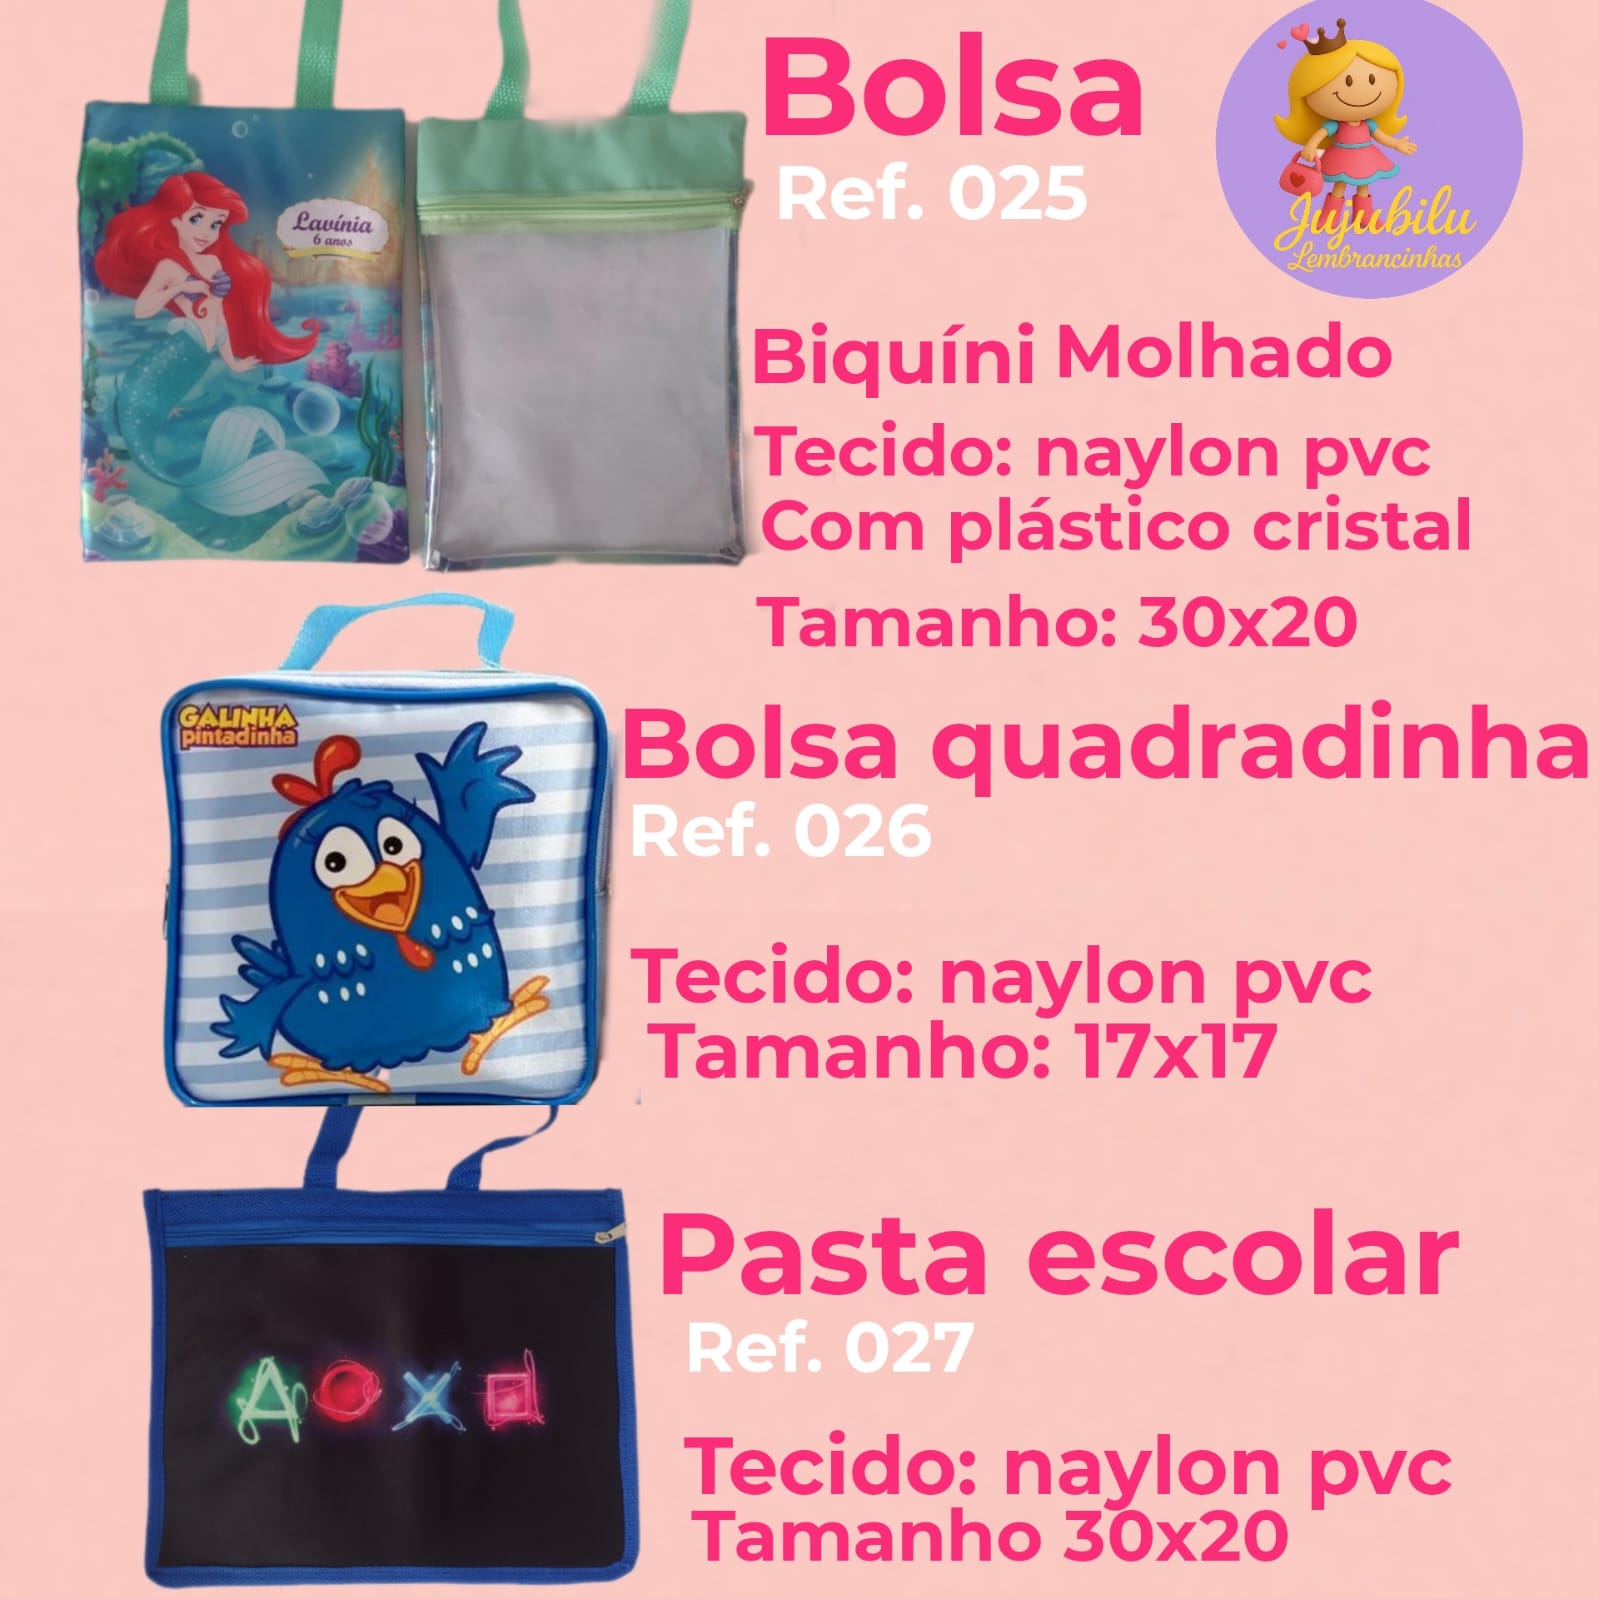 Bolsa
Ref. 025
Jujubilu
Lembrancinhas
Lavínia
6 anos
Biquíni Molhado
Tecido: naylon pvc
Com plástico cristal
Tamanho: 30x20
GALINHA
pintadinha
Bolsa quadradinha
Ref. 026
Tecido: naylon pvc
Tamanho: 17x17
Pasta escolar
Ref. 027
Tecido: naylon pvc
Tamanho 30x20